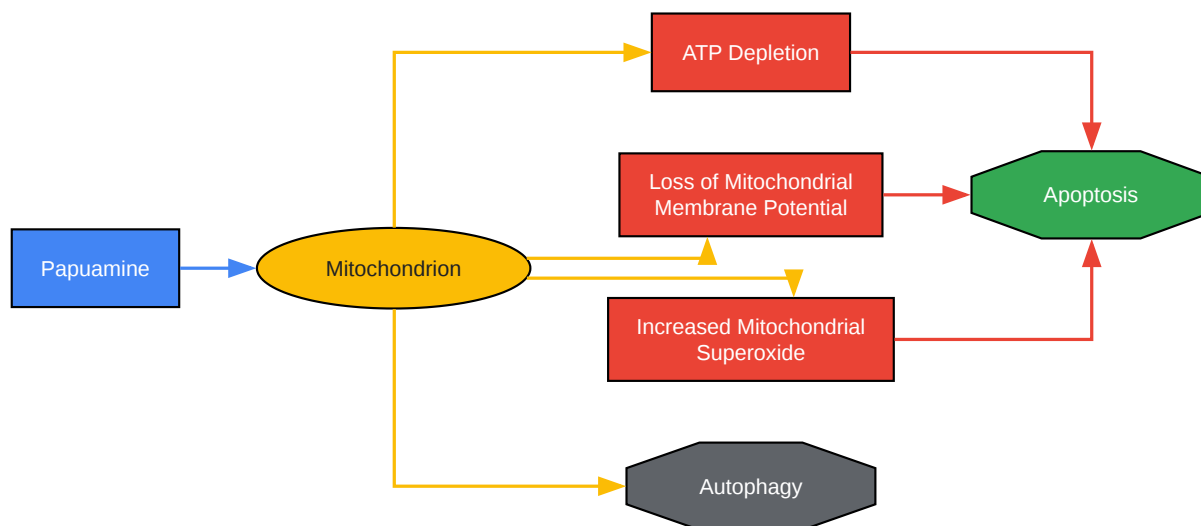 ATP Depletion
Loss of Mitochondrial
Membrane Potential
Apoptosis
Papuamine
Mitochondrion
Increased Mitochondrial
Superoxide
Autophagy